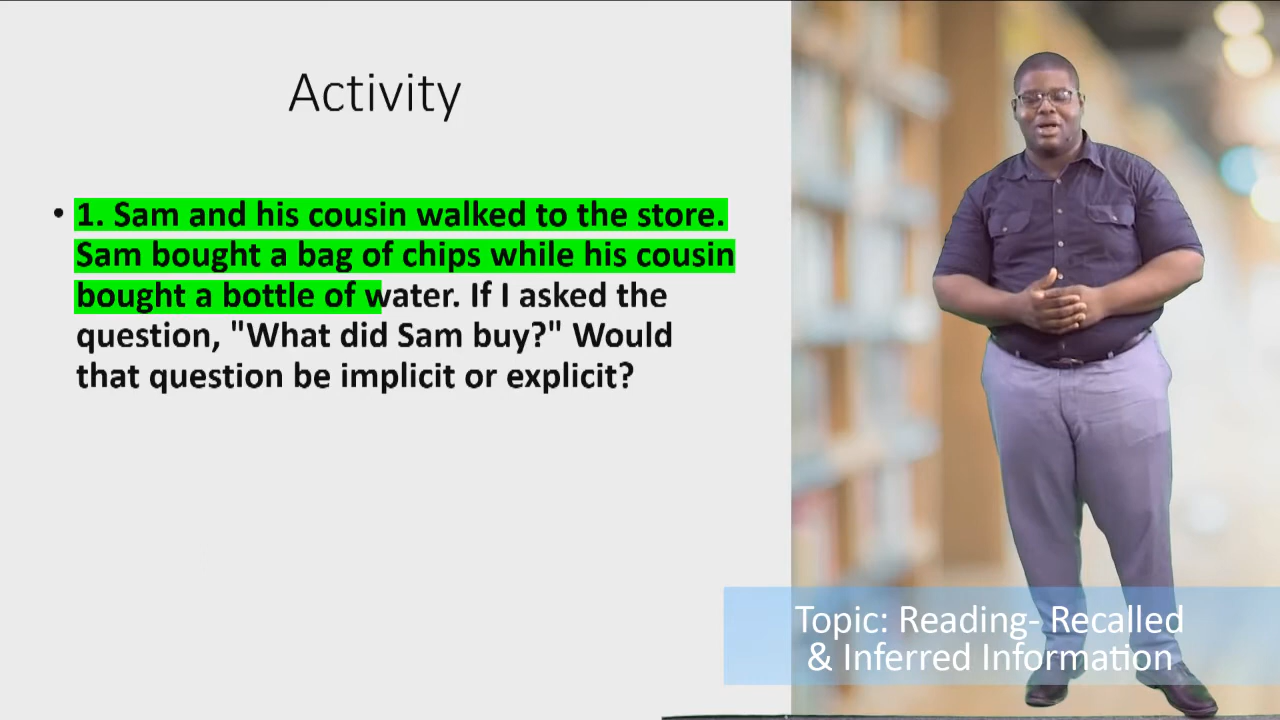 Activity
• 1. Sam and his cousin walked to the store.
Sam bought a bag of chips while his cousin
bought a bottle of water. If I asked the
question, "What did Sam buy?" Would
that question be implicit or explicit?
Topic: Reading- Recalled
& Inferred Information